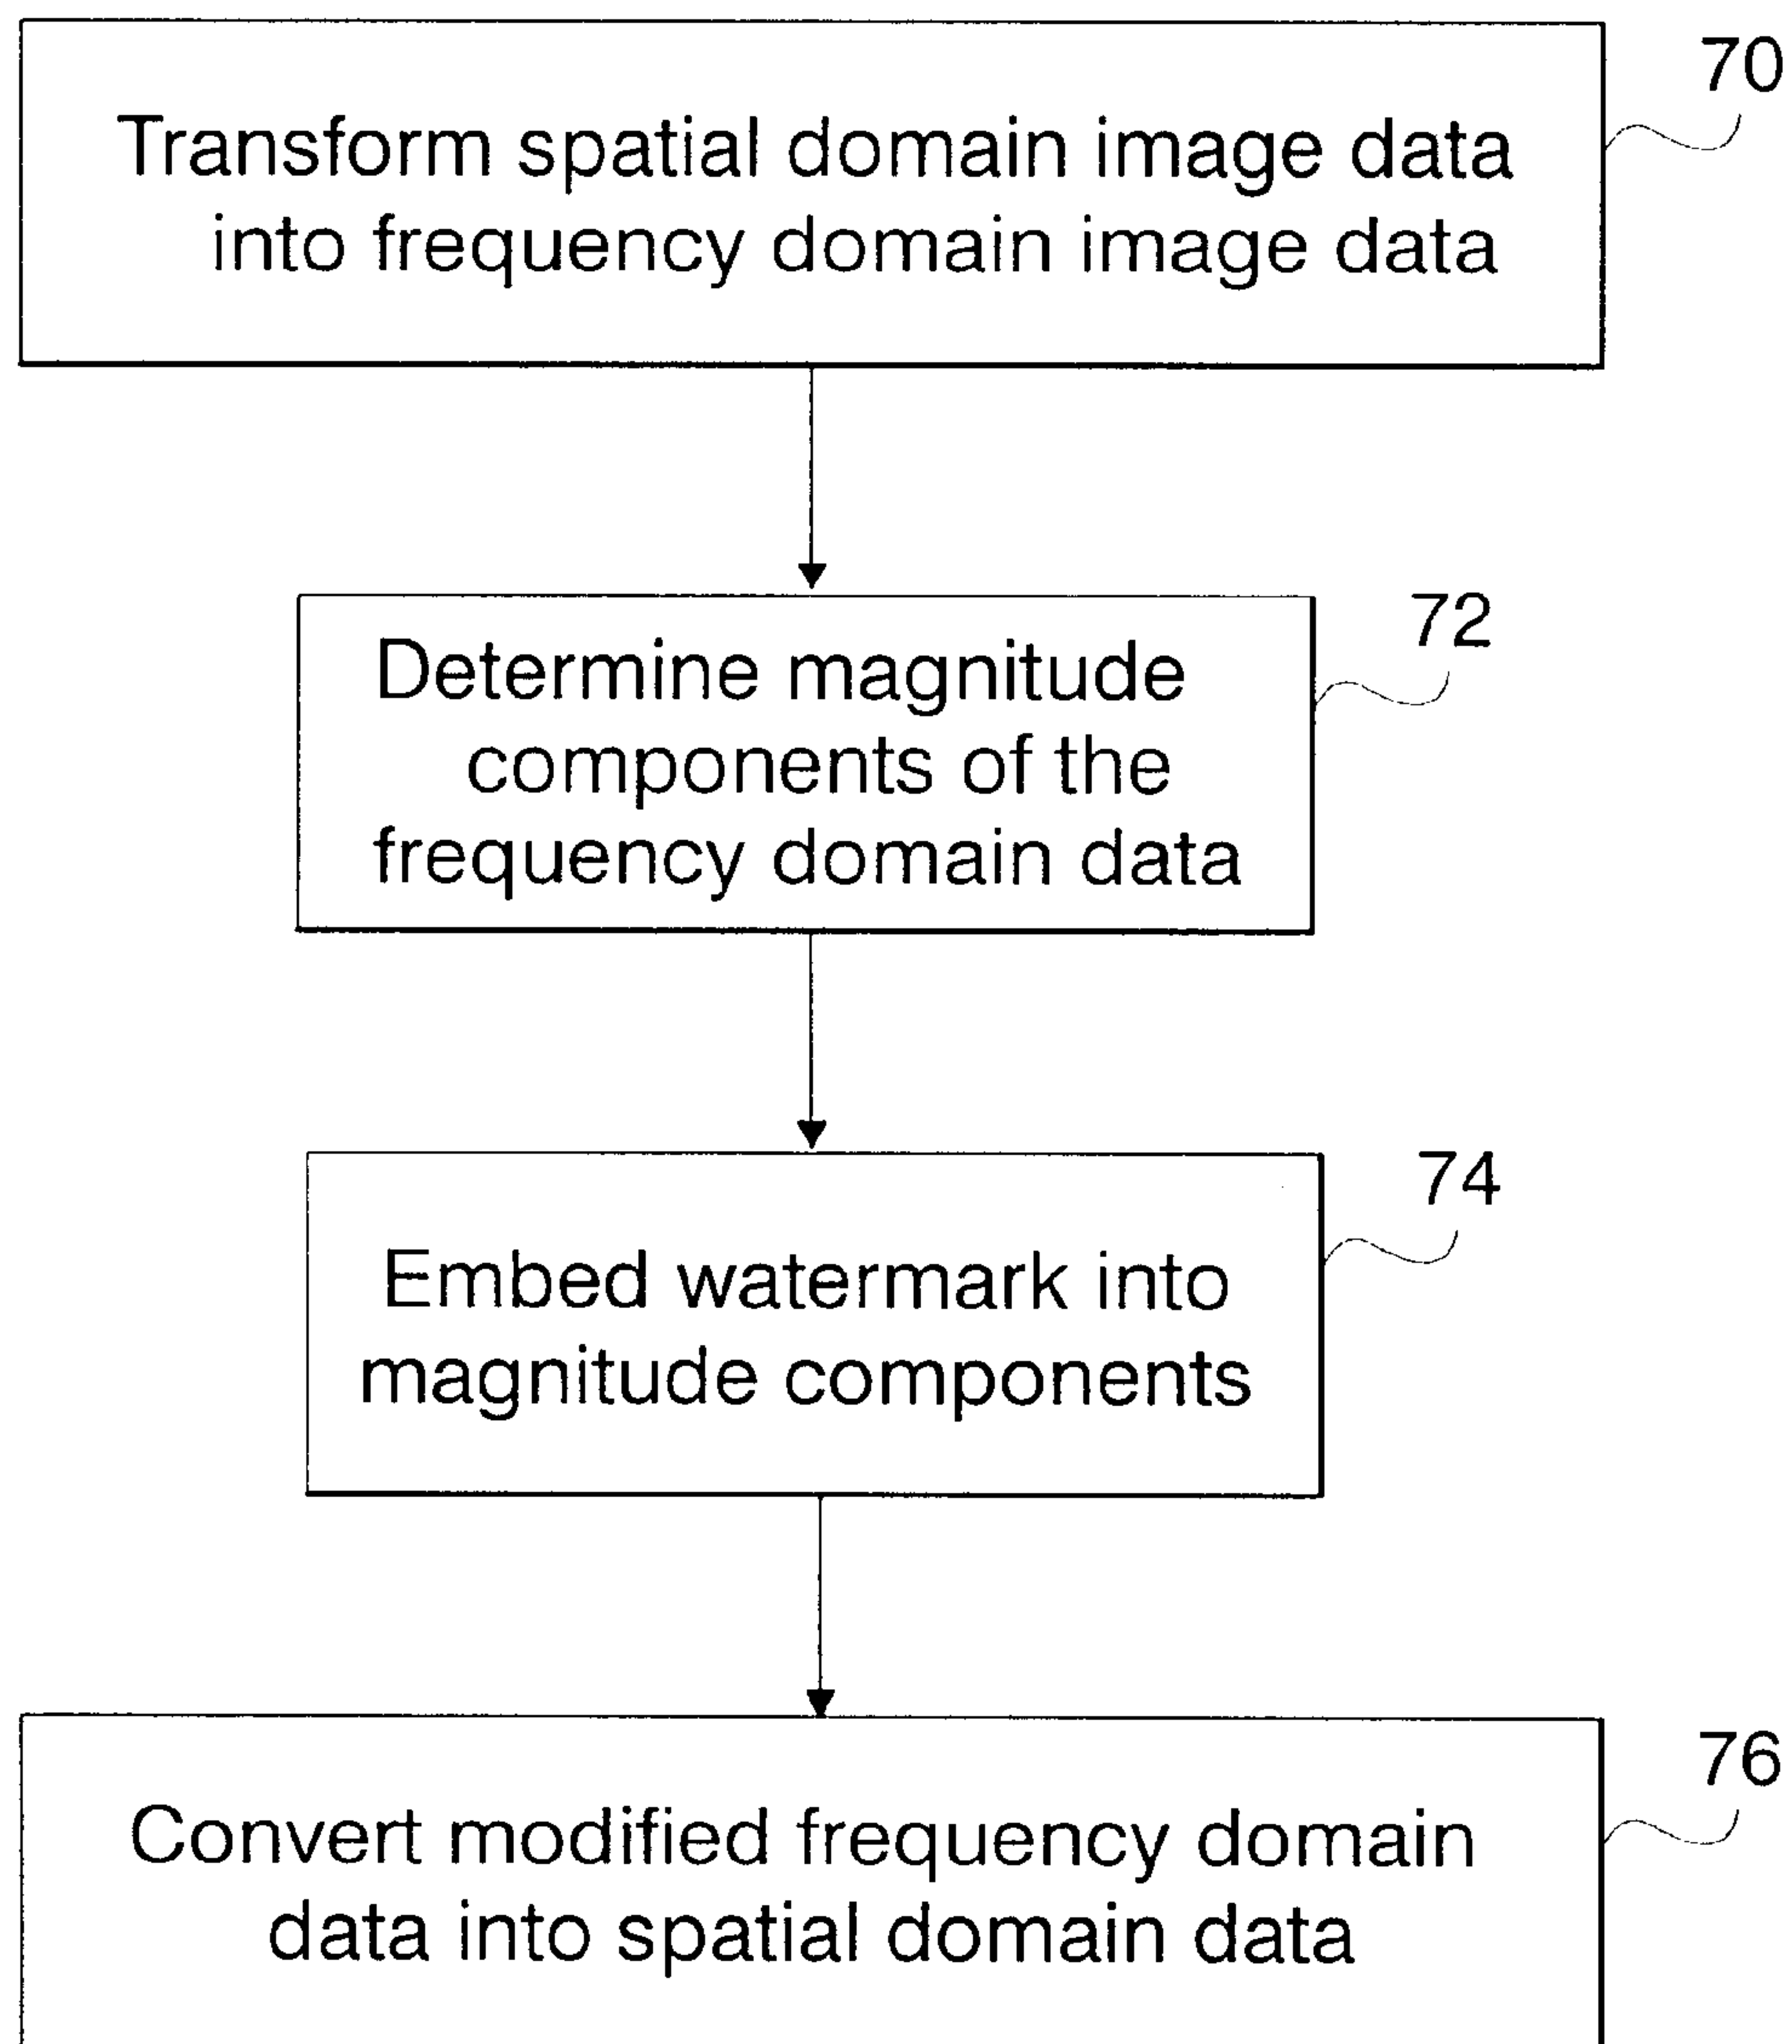 70
Transform spatial domain image data
into frequency domain image data
72
Determine magnitude
components of the
frequency domain data
74
Embed watermark into
magnitude components
76
Convert modified frequency domain
data into spatial domain data